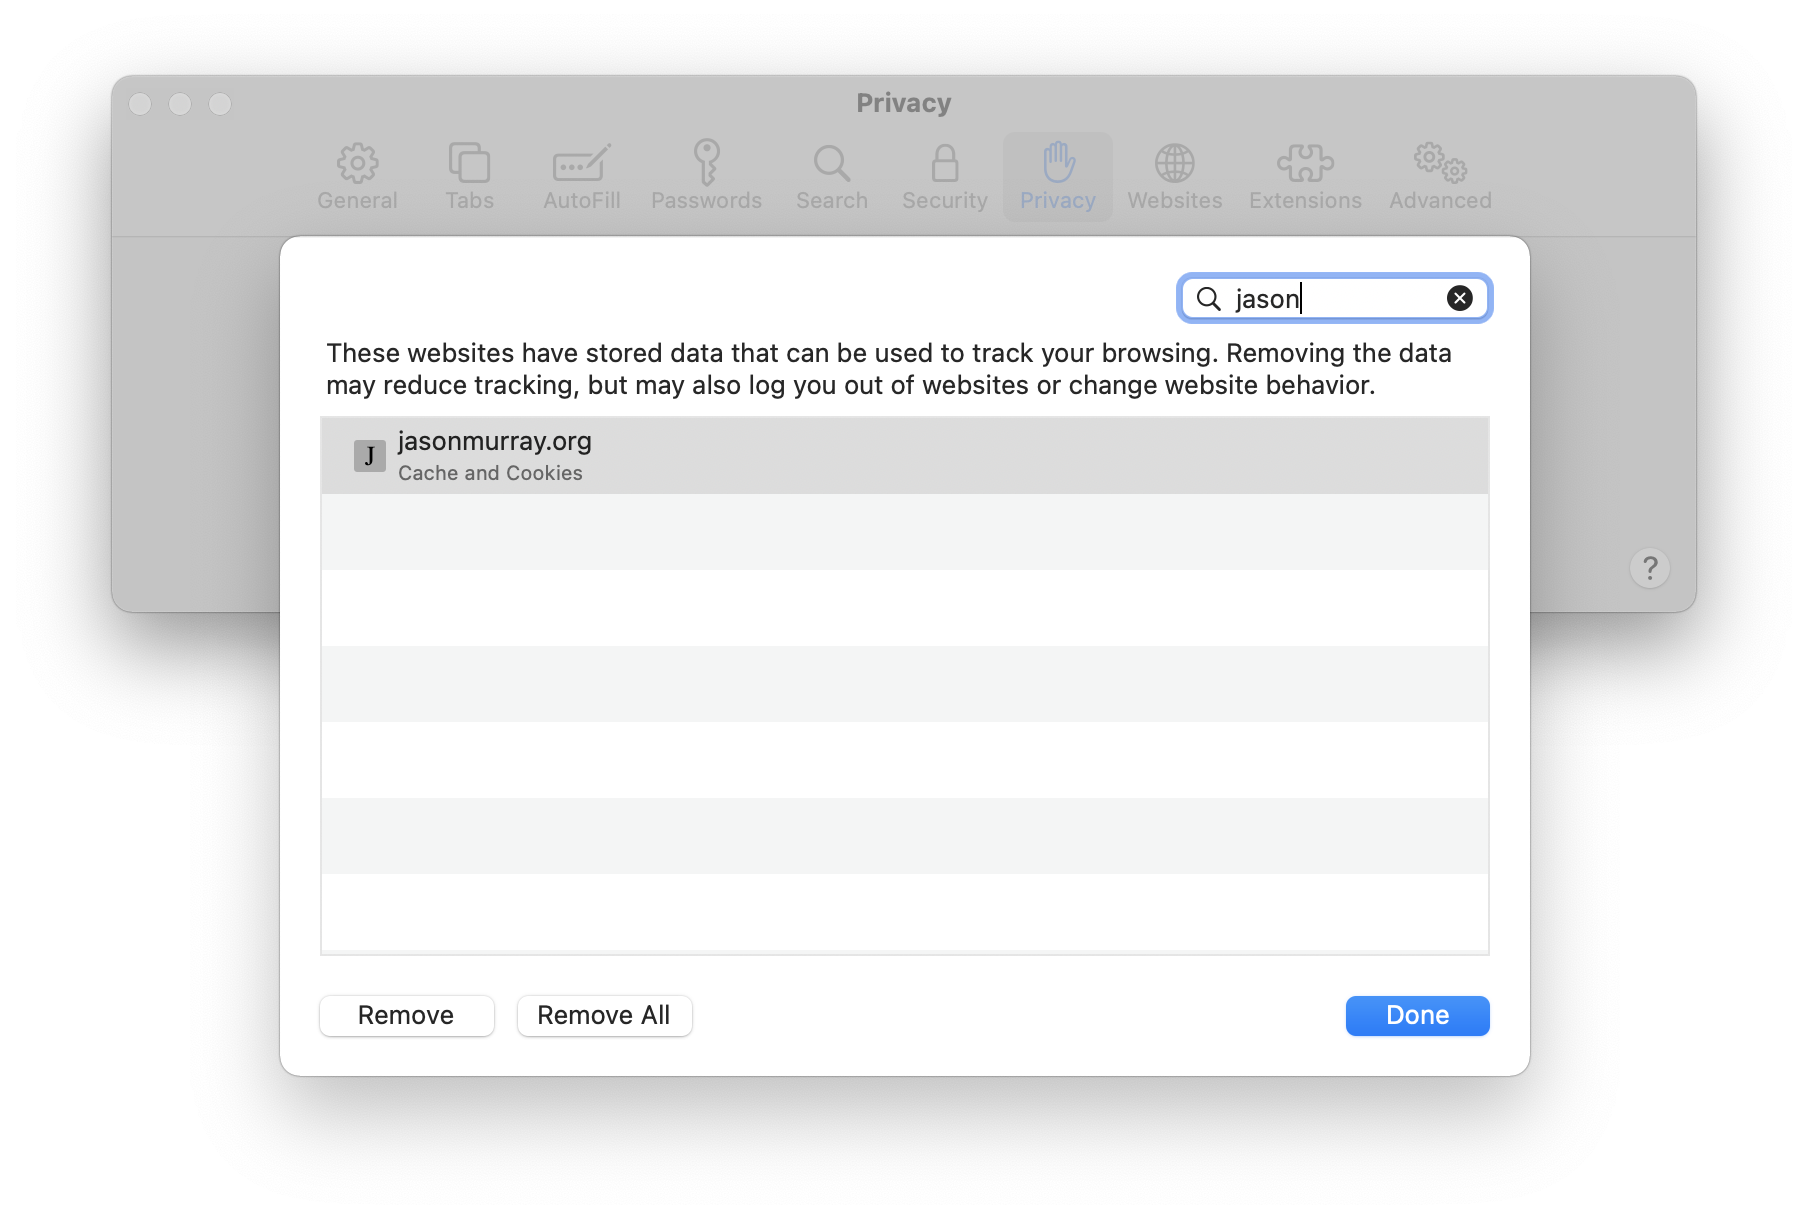 Privacy
General
Tabs
AutoFill
Passwords
Search
Security
Privacy
Websites
Extensions
Advanced
jason
These websites have stored data that can be used to track your browsing. Removing the data
may reduce tracking, but may also log you out of websites or change website behavior.
J
jasonmurray.org
Cache and Cookies
?
Remove
Remove All
Done